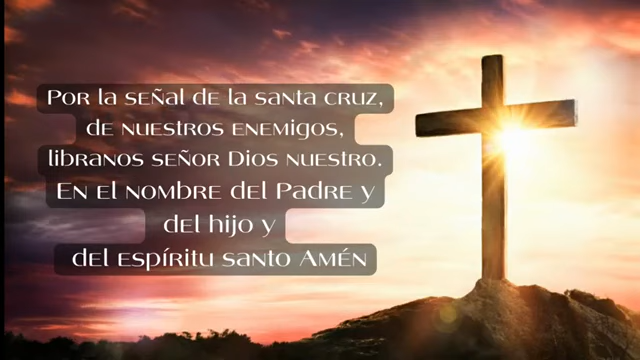 Por la señal de la santa cruz,
de nuestros enemigos,
libranos señor Dios nuestro.
En el nombre del Padre y
del hijo y
del espíritu santo Amén